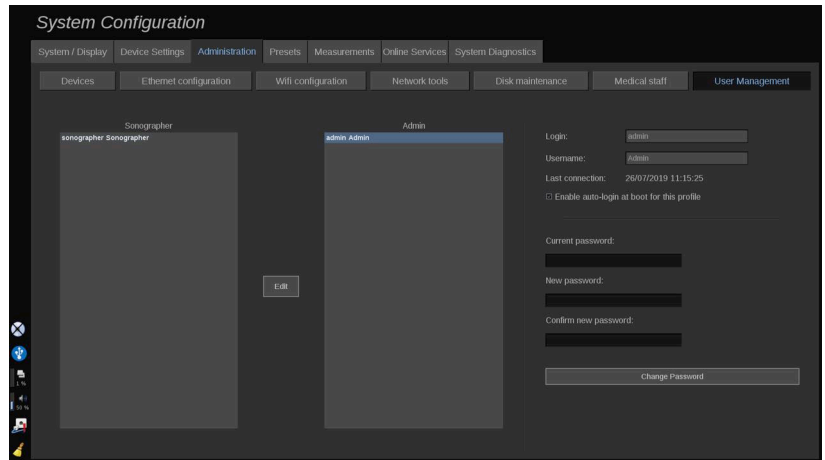 System Configuration
System / Display Device Settings Administration Presets Measurements Online Services System Diagnostics
Devices Ethernet configuration Wifi configuration Network tools Disk maintenance Medical staff User Management
Sonographer
sonographer Sonographer
Admin
admin Admin
Edit
Login: admin
Username: Admin
Last connection: 26/07/2019 11:15:25
Enable auto-login at boot for this profile
Current password:
New password:
Confirm new password:
Change Password
1 %
50 %